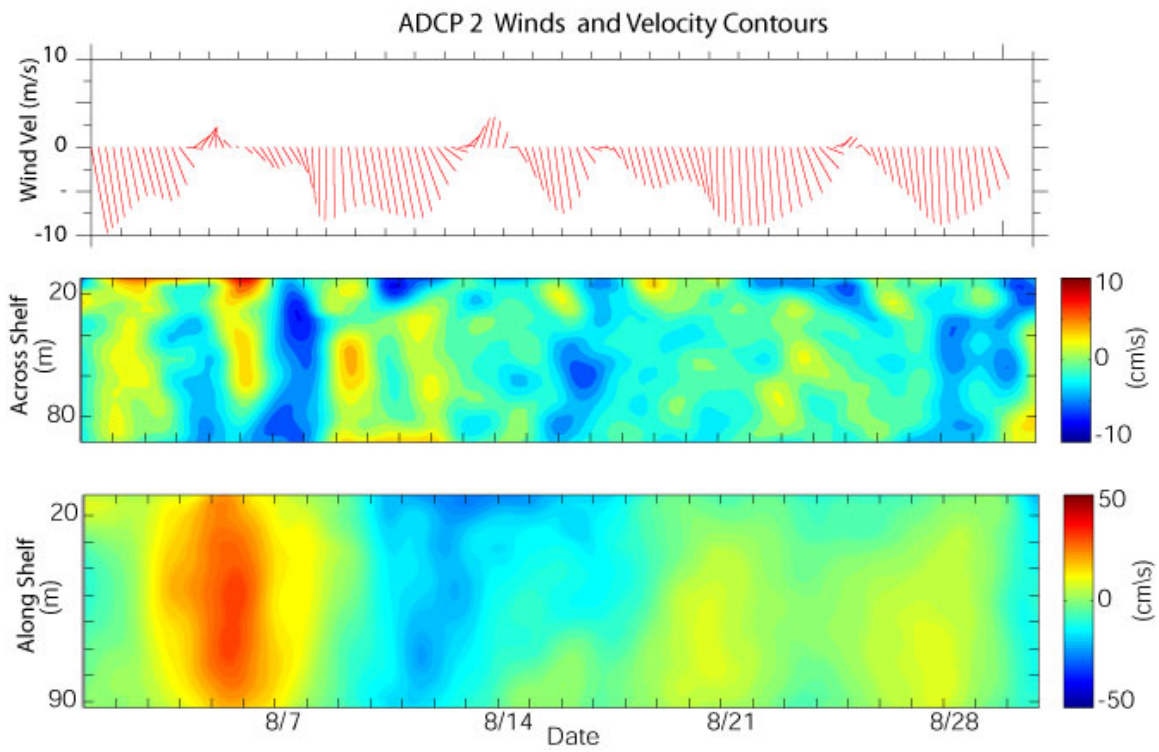 ADCP 2 Winds and Velocity Contours
Wind Vel (m/s)
10
0
-
-10
Across Shelf
(m)
20
80
10
0
-10
(cm\s)
Along Shelf
(m)
20
90
50
0
-50
(cm\s)
8/7
8/14
8/21
8/28
Date